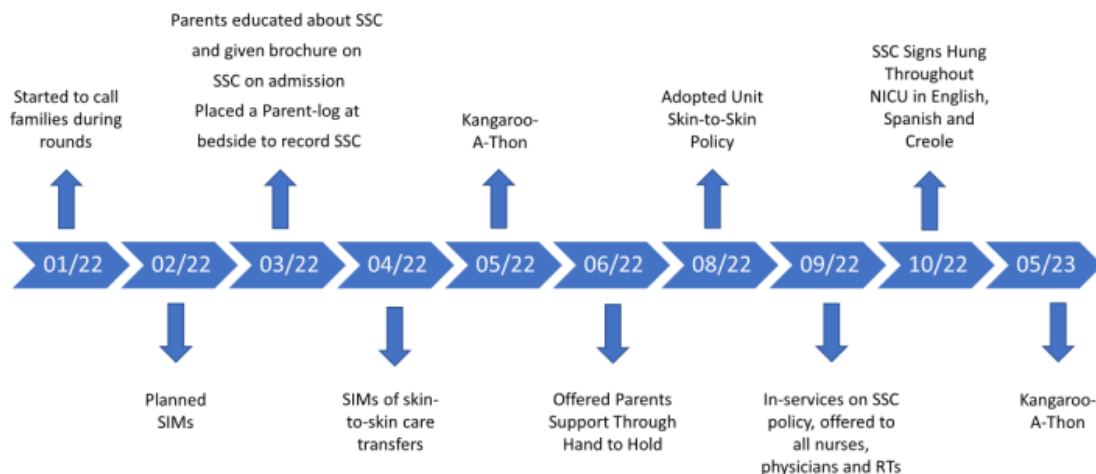 Parents educated about SSC
and given brochure on
SSC on admission
Placed a Parent-log at
bedside to record SSC
Started to call
families during
rounds
Kangaroo-
A-Thon
Adopted Unit
Skin-to-Skin
Policy
SSC Signs Hung
Throughout
NICU in English,
Spanish and
Creole
01/22
02/22
03/22
04/22
05/22
06/22
08/22
09/22
10/22
05/23
Planned
SIMs
SIMs of skin-
to-skin care
transfers
Offered Parents
Support Through
Hand to Hold
In-services on SSC
policy, offered to
all nurses,
physicians and RTs
Kangaroo-
A-Thon